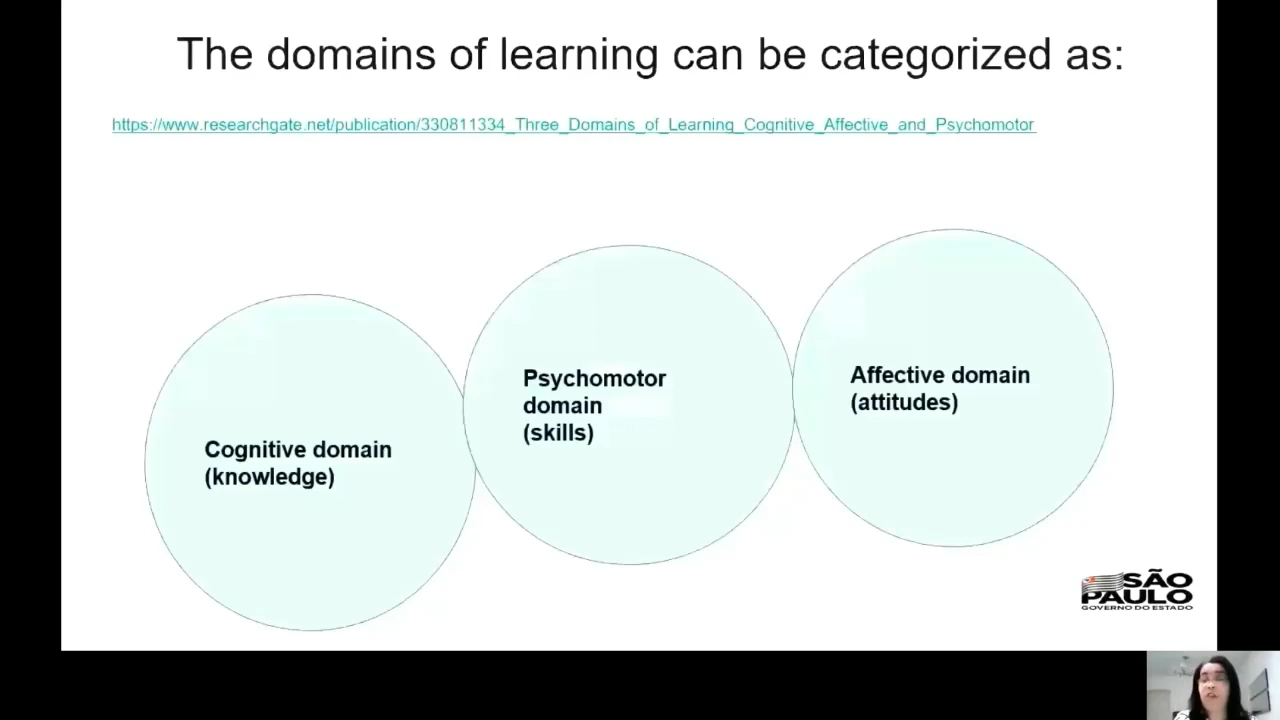 The domains of learning can be categorized as:
https://www.researchgate.net/publication/330811334_Three_Domains_of_Learning_Cognitive_Affective_and_Psychomotor
Cognitive domain
(knowledge)
Psychomotor
domain
(skills)
Affective domain
(attitudes)
SÃO
PAULO
GOVERNO DO ESTADO